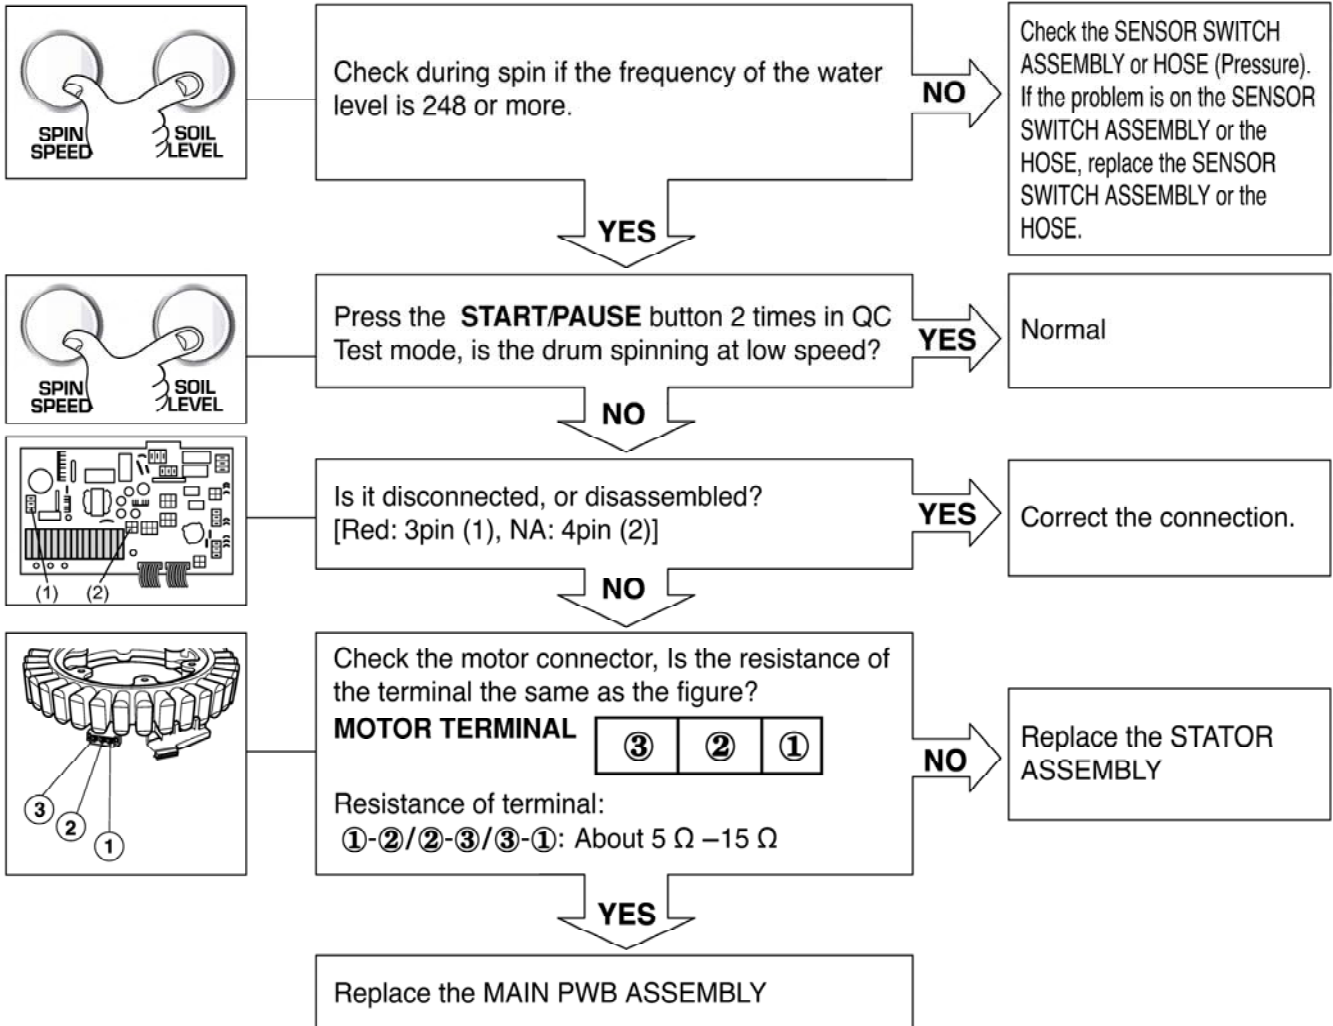 SPIN
SPEED
SOIL
LEVEL
Check during spin if the frequency of the water
level is 248 or more.
NO
Check the SENSOR SWITCH
ASSEMBLY or HOSE (Pressure).
If the problem is on the SENSOR
SWITCH ASSEMBLY or the
HOSE, replace the SENSOR
SWITCH ASSEMBLY or the
HOSE.
YES
SPIN
SPEED
SOIL
LEVEL
Press the START/PAUSE button 2 times in QC
Test mode, is the drum spinning at low speed?
YES
Normal
NO
(1)
(2)
Is it disconnected, or disassembled?
[Red: 3pin (1), NA: 4pin (2)]
YES
Correct the connection.
NO
③
②
①
Check the motor connector, Is the resistance of
the terminal the same as the figure?
MOTOR TERMINAL
③ ② ①
Resistance of terminal:
①-②/②-③/③-①: About 5 Ω –15 Ω
NO
Replace the STATOR
ASSEMBLY
YES
Replace the MAIN PWB ASSEMBLY